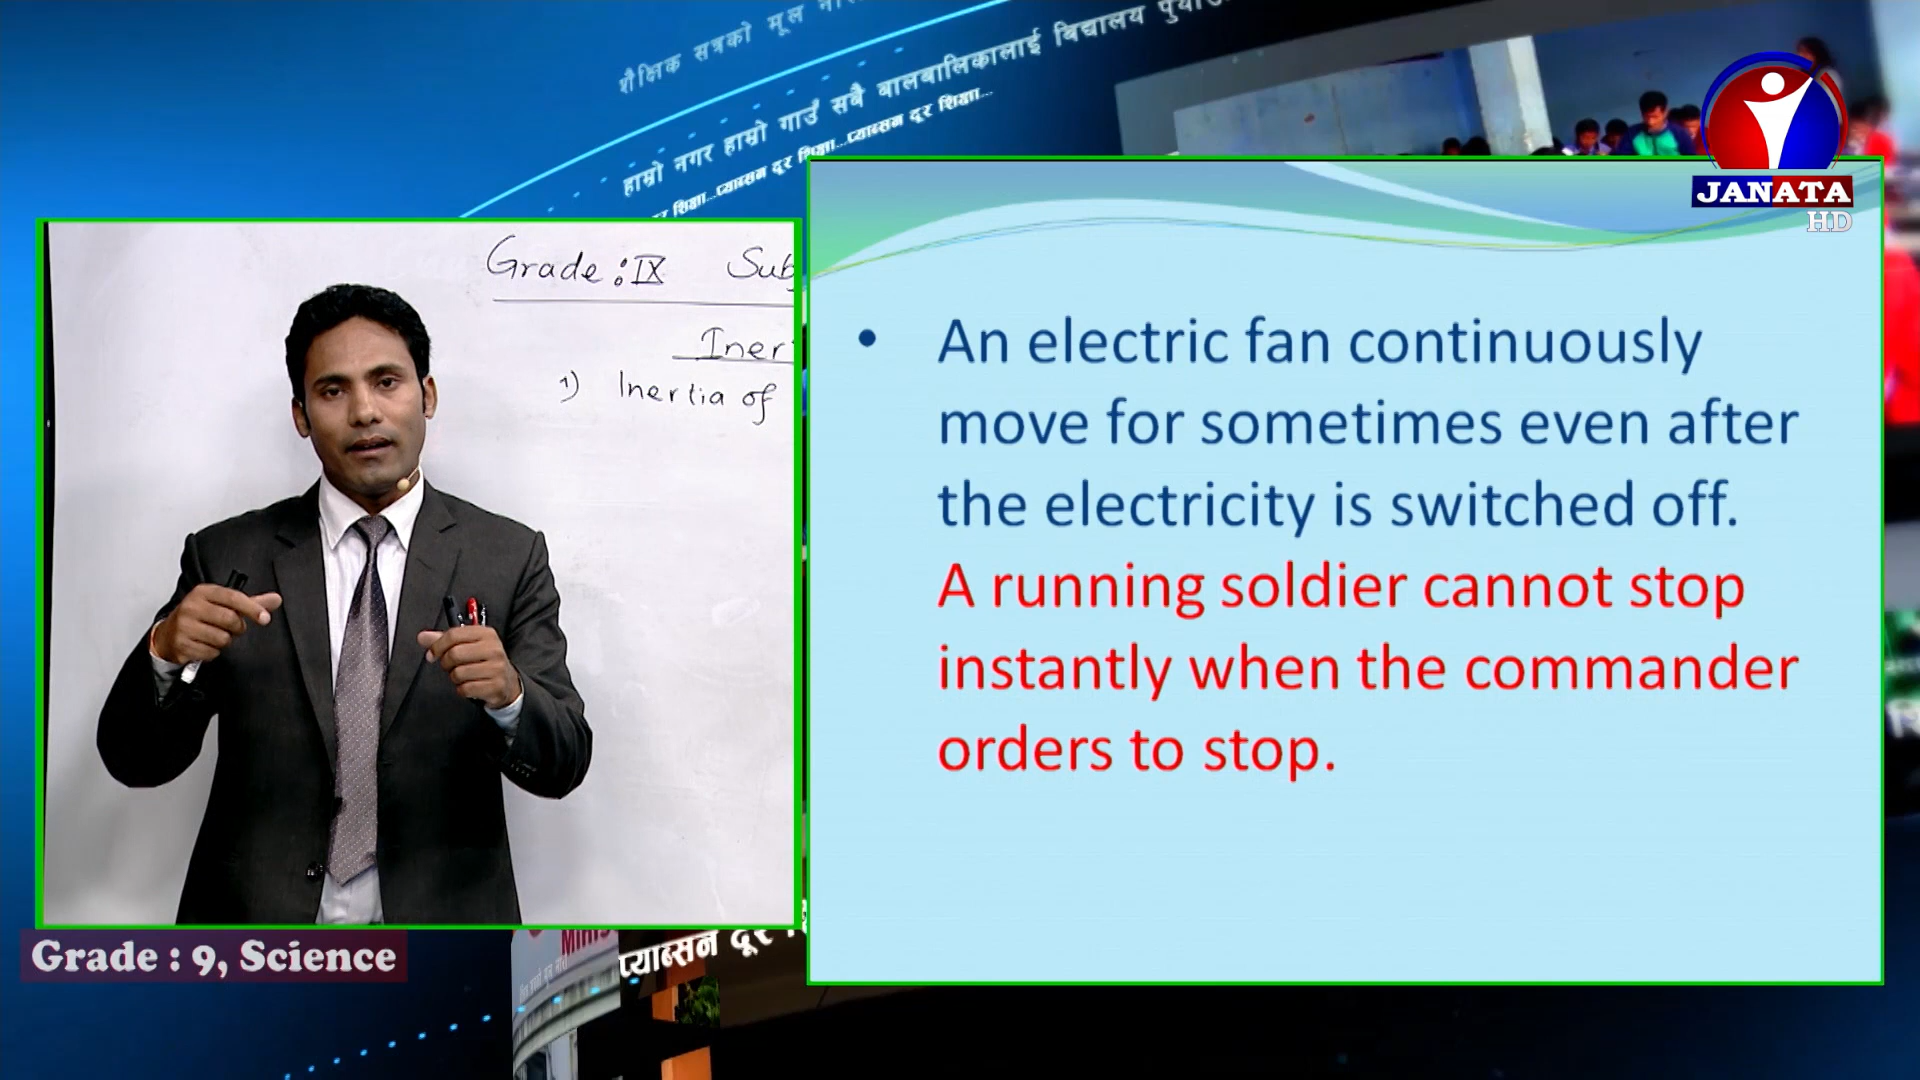 शैक्षिक सत्रको मूल
हाम्रो नगर हाम्रो गाउँ सबै बालबालिकालाई बिद्यालय
दूर शिक्षा...प्याब्सन दूर शिक्षा...प्याब्सन दूर शिक्षा...
JANATA
HD
Grade : IX Sub
Iner
1) Inertia of
• An electric fan continuously
move for sometimes even after
the electricity is switched off.
A running soldier cannot stop
instantly when the commander
orders to stop.
Grade : 9, Science
प्याब्सन दूर